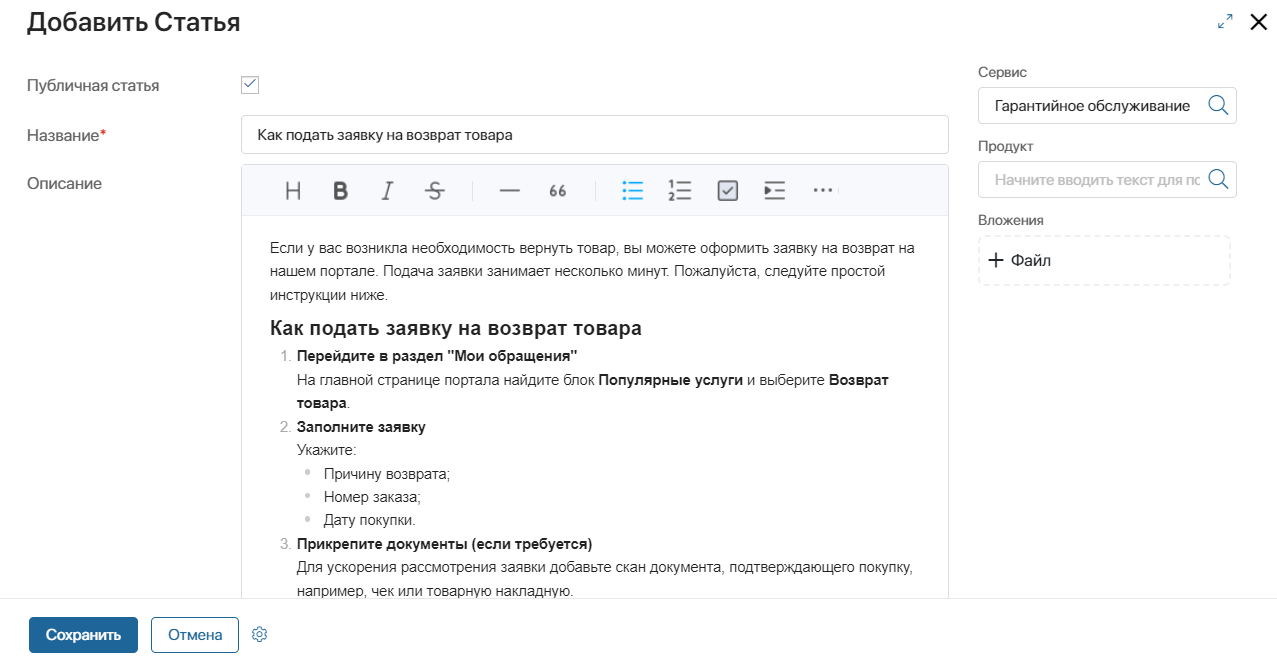 Добавить Статья
Публичная статья
Название*
Как подать заявку на возврат товара
Описание
H B I S — 66
Если у вас возникла необходимость вернуть товар, вы можете оформить заявку на возврат на
нашем портале. Подача заявки занимает несколько минут. Пожалуйста, следуйте простой
инструкции ниже.
Как подать заявку на возврат товара
1. Перейдите в раздел "Мои обращения"
На главной странице портала найдите блок Популярные услуги и выберите Возврат
товара.
2. Заполните заявку
Укажите:
Причину возврата;
Номер заказа;
Дату покупки.
3. Прикрепите документы (если требуется)
Для ускорения рассмотрения заявки добавьте скан документа, подтверждающего покупку,
например, чек или товарную накладную.
Сервис
Гарантийное обслуживание
Продукт
Начните вводить текст для пс
Вложения
+ Файл
Сохранить
Отмена